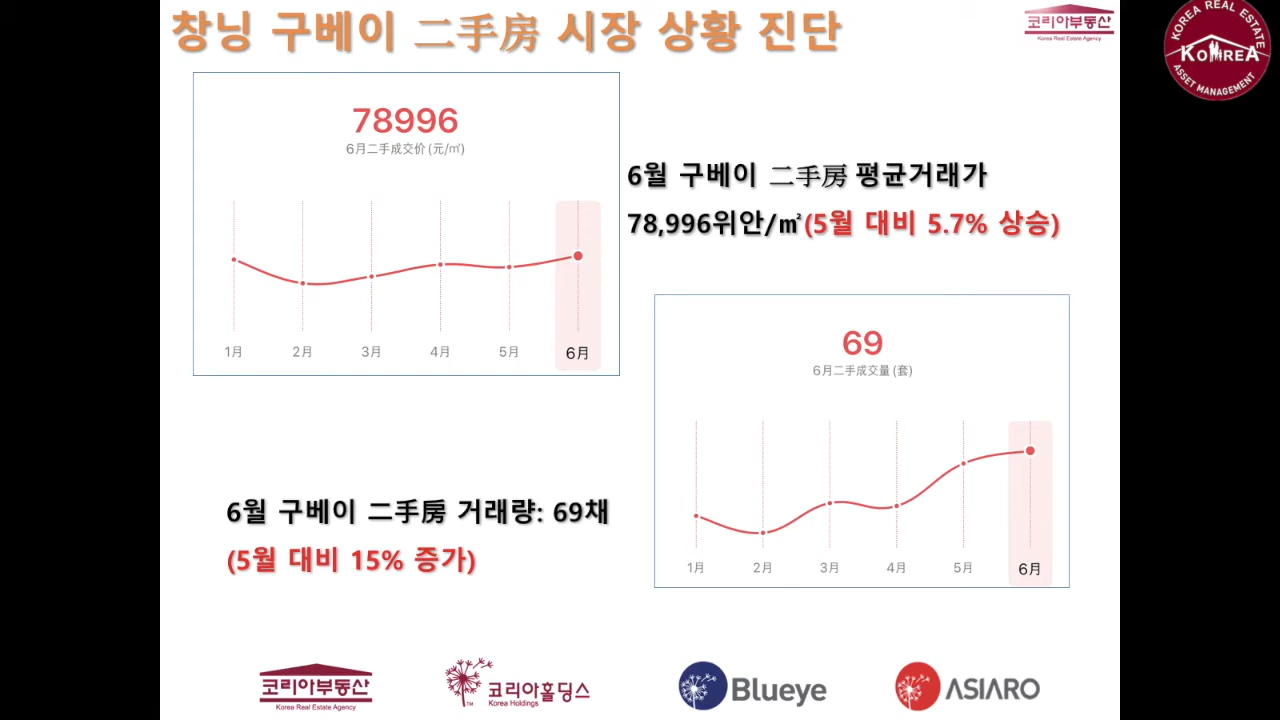 창닝 구베이 二手房 시장 상황 진단
코리아부동산
Korea Real Estate Agency
KOREA REAL ESTATE
KOREA
ASSET MANAGEMENT
78996
6月二手成交价 (元/㎡)
1月 2月 3月 4月 5月 6月
6월 구베이 二手房 평균거래가
78,996위안/㎡(5월 대비 5.7% 상승)
69
6月二手成交量 (套)
1月 2月 3月 4月 5月 6月
6월 구베이 二手房 거래량: 69채
(5월 대비 15% 증가)
코리아부동산
Korea Real Estate Agency
코리아홀딩스
TM Korea Holdings
Blueye
ASIARO